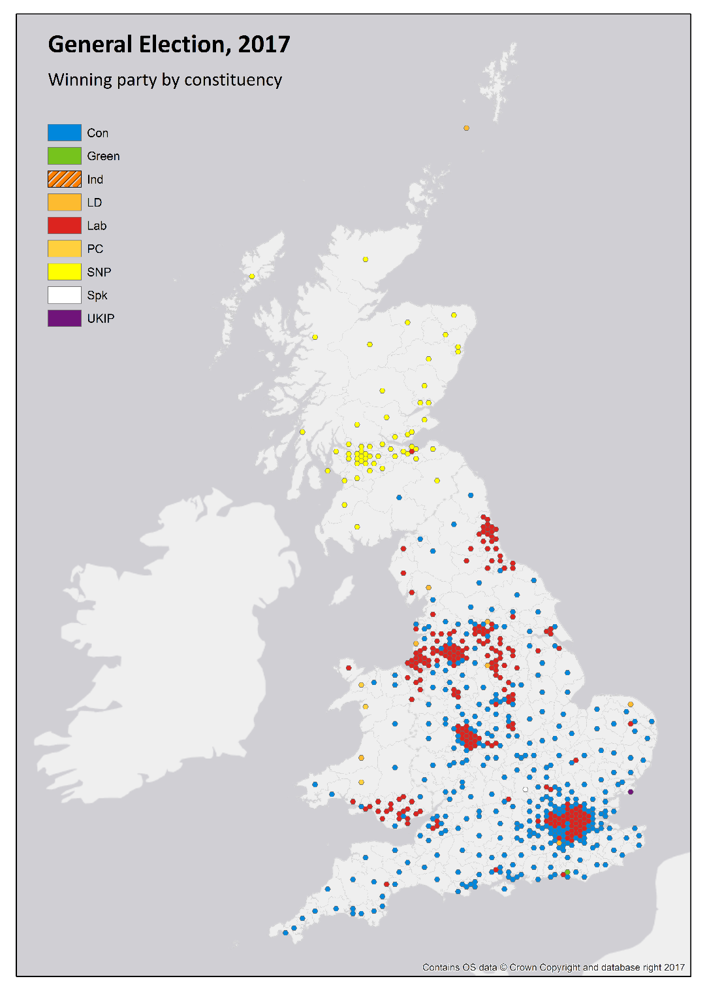 General Election, 2017
Winning party by constituency
Con
Green
Ind
LD
Lab
PC
SNP
Spk
UKIP
Contains OS data © Crown Copyright and database right 2017